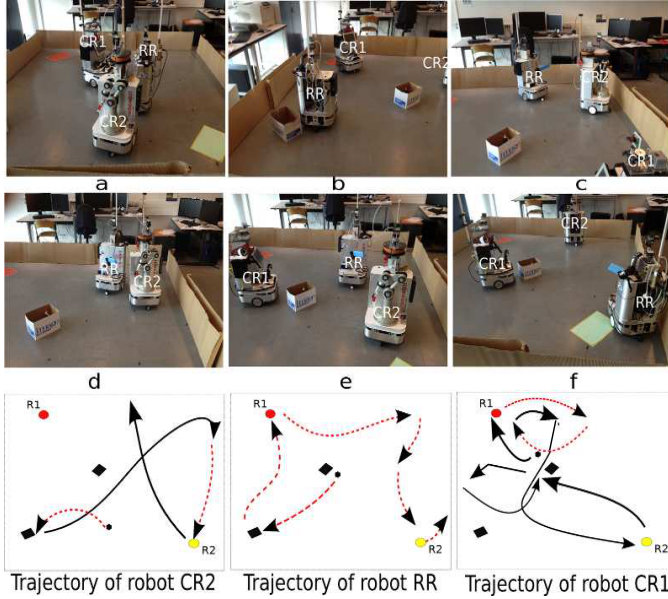 CR1
RR
CR2
a
CR1
CR2
RR
b
RR
CR2
CR1
c
RR
CR2
d
CR1
RR
CR2
e
CR2
CR1
RR
f
R1
R2
Trajectory of robot CR2
R1
R2
Trajectory of robot RR
R1
R2
Trajectory of robot CR1